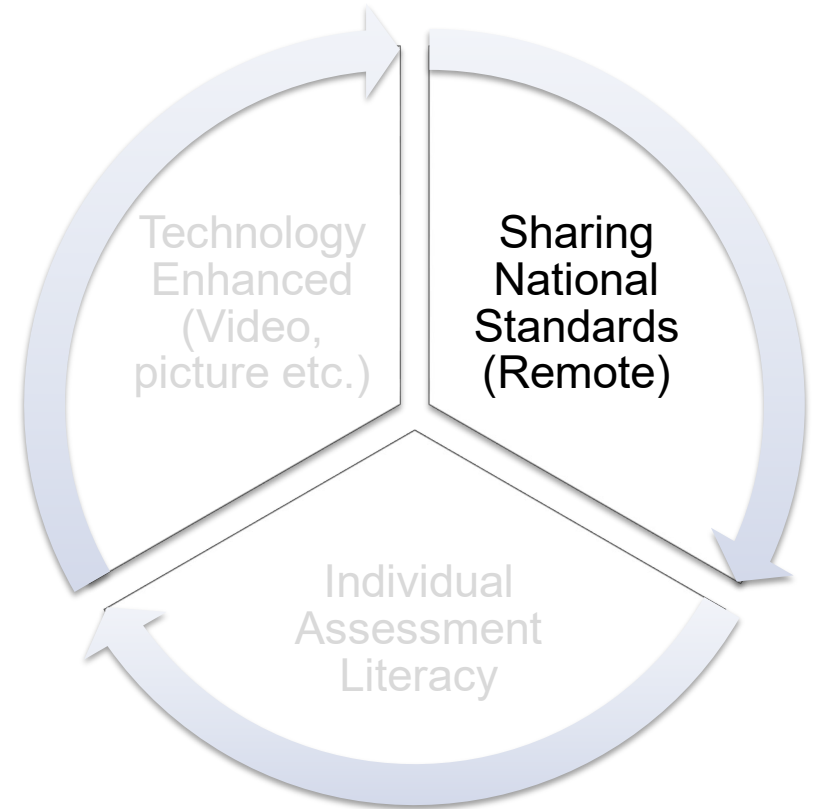 Technology
Enhanced
(Video,
picture etc.)
Sharing
National
Standards
(Remote)
Individual
Assessment
Literacy